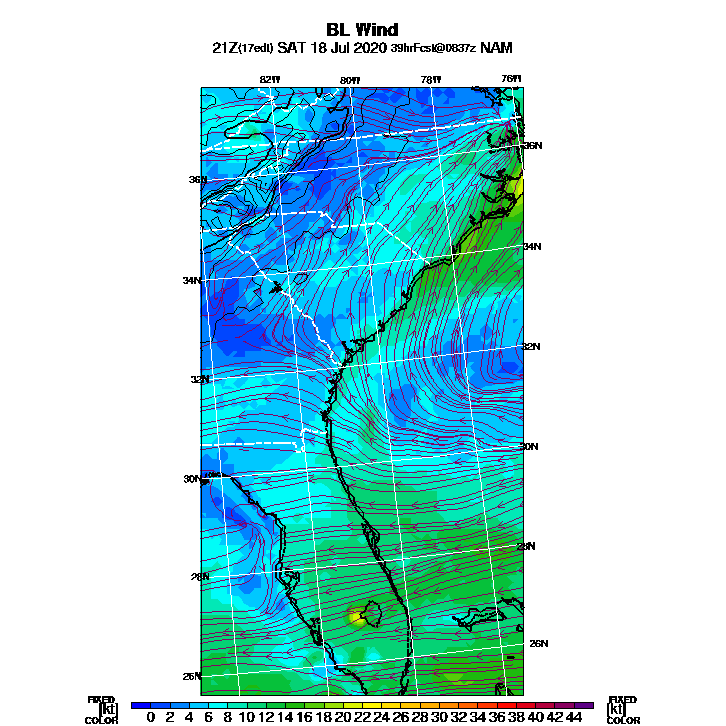 BL Wind
21Z(17edt) SAT 18 Jul 2020 39hrFcst@0837z NAM
82W 80W 78W 76W
36N
36N
34N
34N
32N
32N
30N
30N
28N
28N
26N
26N
FIXED FIXED
[kt] 0 2 4 6 8 10 12 14 16 18 20 22 24 26 28 30 32 34 36 38 40 42 44 [kt]
COLOR COLOR